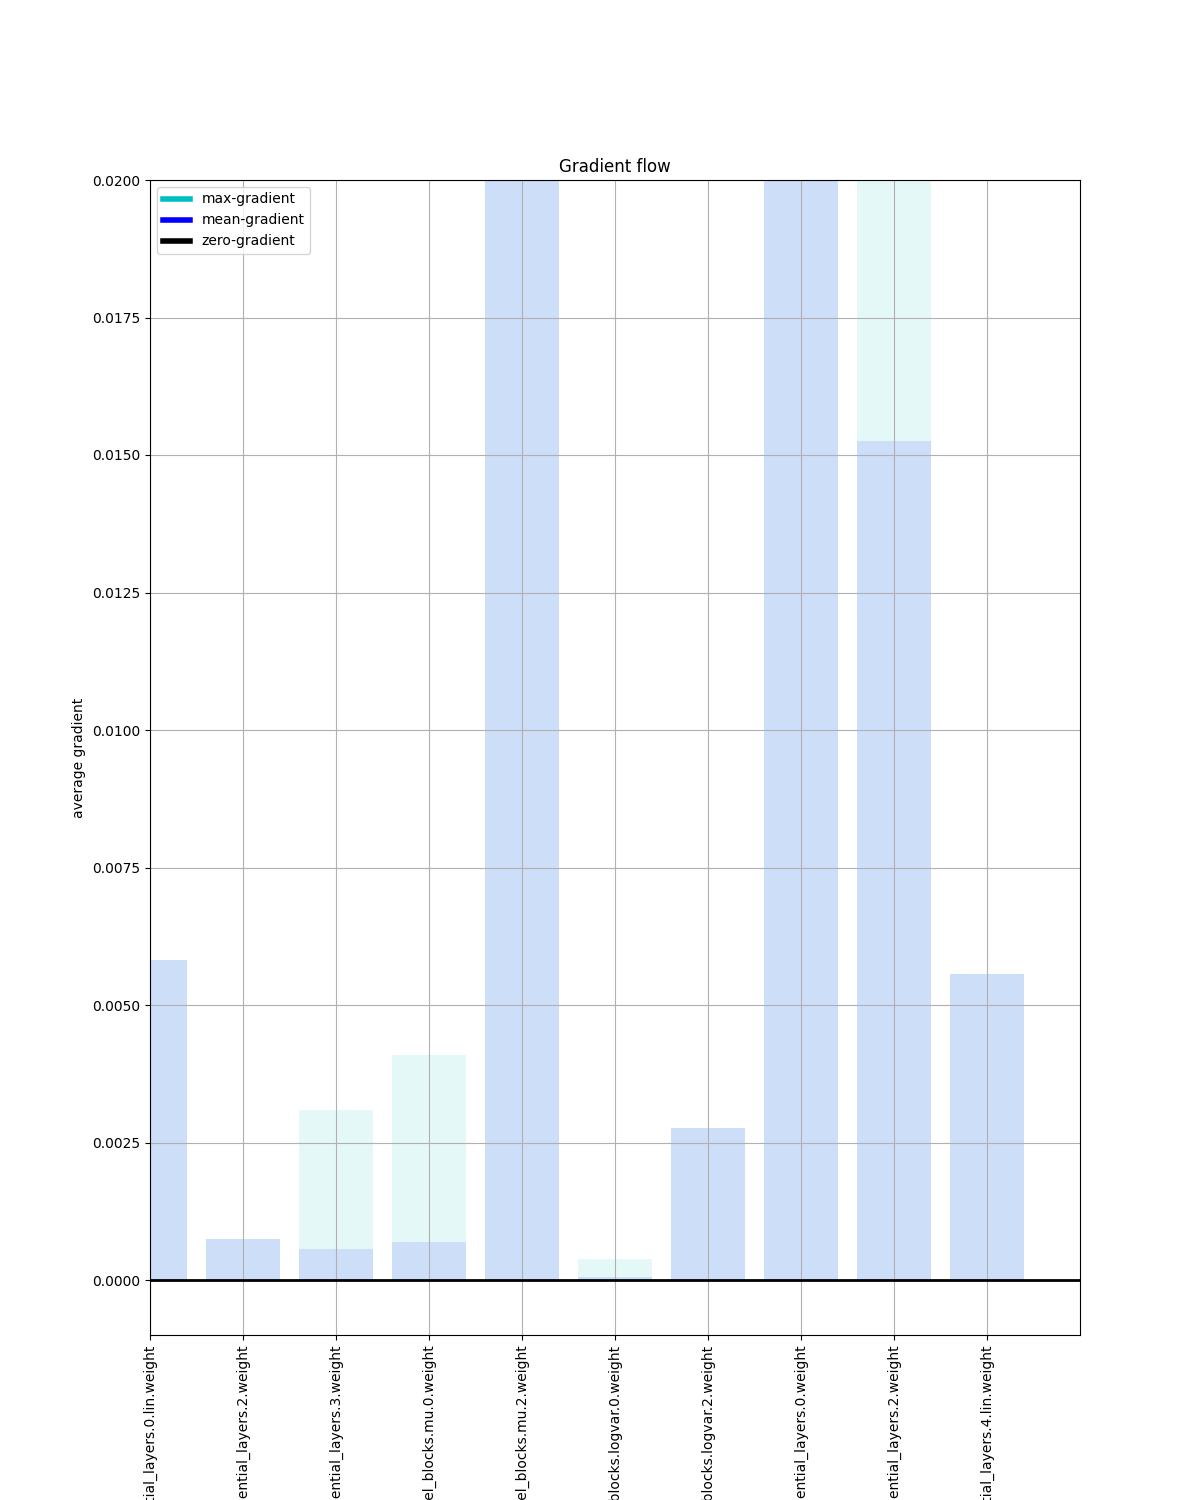 Gradient flow
max-gradient
mean-gradient
zero-gradient
0.0200
0.0175
0.0150
0.0125
0.0100
0.0075
0.0050
0.0025
0.0000
average gradient
tial_layers.0.lin.weight
ential_layers.2.weight
ential_layers.3.weight
el_blocks.mu.0.weight
el_blocks.mu.2.weight
blocks.logvar.0.weight
blocks.logvar.2.weight
ential_layers.0.weight
ential_layers.2.weight
tial_layers.4.lin.weight